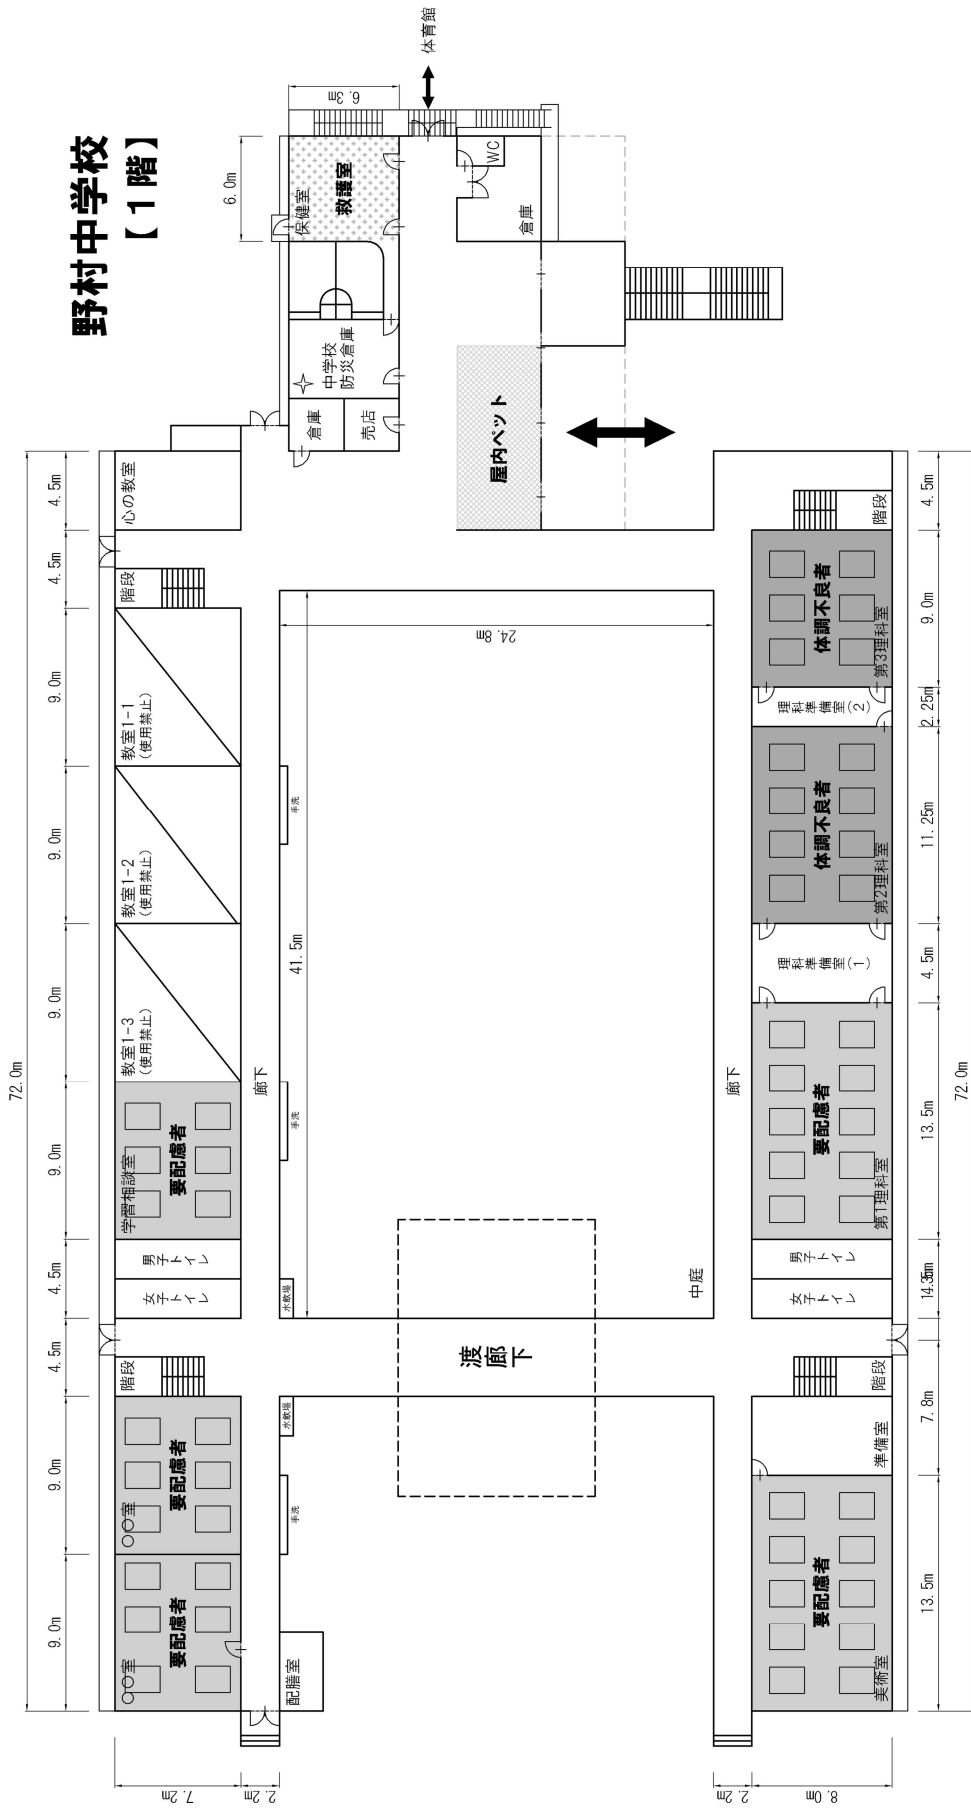 野村中学校
【１階】
72.0m
9.0m
9.0m
4.5m
4.5m
9.0m
9.0m
9.0m
9.0m
4.5m
4.5m
7.2m
2.2m
○○室
要配慮者
○○室
要配慮者
階段
女子トイレ
男子トイレ
学習相談室
要配慮者
教室1-3
(使用禁止)
教室1-2
(使用禁止)
教室1-1
(使用禁止)
階段
心の教室
廊下
配膳室
手洗
水飲場
水飲場
手洗
手洗
41.5m
24.8m
渡廊下
中庭
6.0m
6.3m
保健室
救護室
中学校
防災倉庫
倉庫
売店
体育館
WC
倉庫
屋内ペット
廊下
美術室
要配慮者
準備室
階段
女子トイレ
男子トイレ
第1理科室
要配慮者
理科準備室(1)
第2理科室
体調不良者
理科準備室(2)
第3理科室
体調不良者
階段
2.2m
8.0m
13.5m
7.8m
13.5m
4.5m
11.25m
2.25m
9.0m
4.5m
72.0m